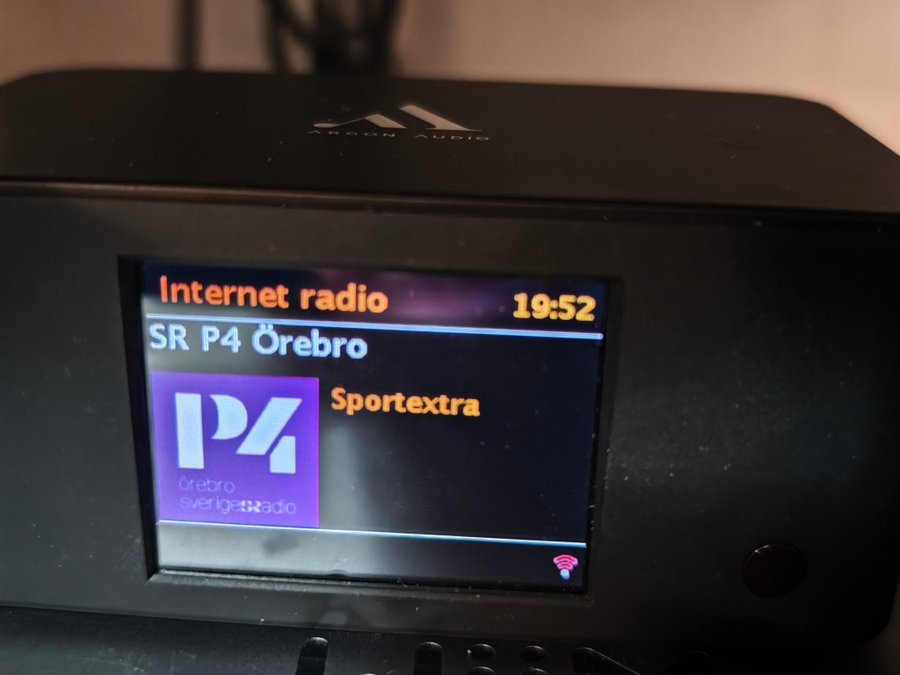 ARGON AUDIO
Internet radio 19:52
SR P4 Örebro
Sportextra
P4
örebro
sverigesradio